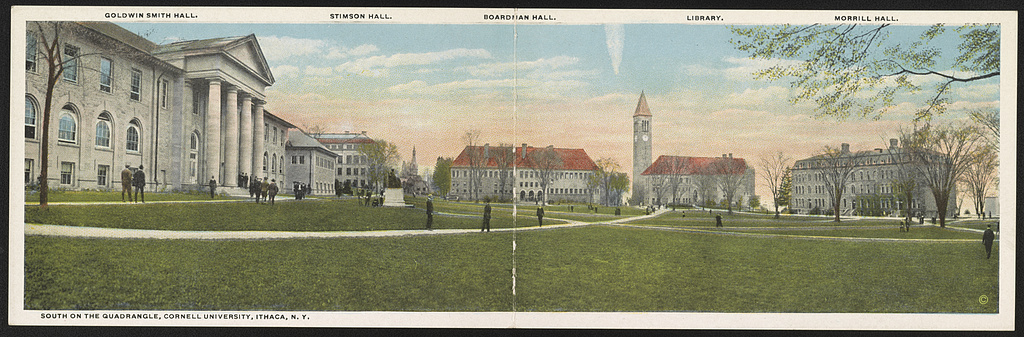 GOLDWIN SMITH HALL. STIMSON HALL. BOARDMAN HALL. LIBRARY. MORRILL HALL.
©
SOUTH ON THE QUADRANGLE, CORNELL UNIVERSITY, ITHACA, N. Y.